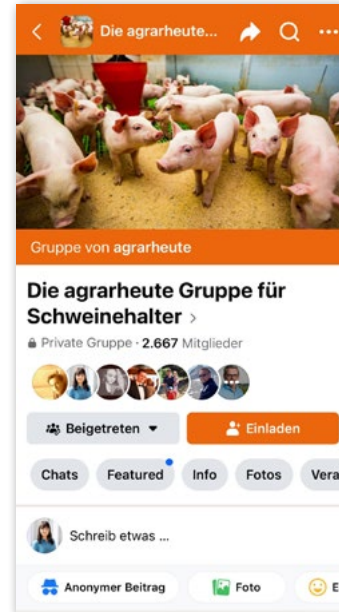 Die agrarheute...
Gruppe von agrarheute
Die agrarheute Gruppe für
Schweinehalter >
Private Gruppe · 2.667 Mitglieder
Beigetreten
Einladen
Chats
Featured
Info
Fotos
Vera
Schreib etwas ...
Anonymer Beitrag
Foto
E